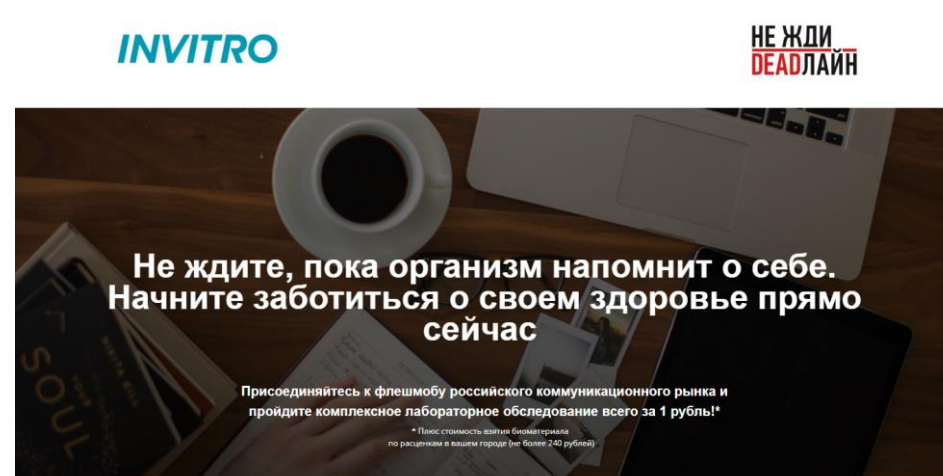 INVITRO
НЕ ЖДИ_
DEADЛАЙН
Не ждите, пока организм напомнит о себе.
Начните заботиться о своем здоровье прямо
сейчас
Присоединяйтесь к флешмобу российского коммуникационного рынка и
пройдите комплексное лабораторное обследование всего за 1 рубль!*
* Плюс стоимость взятия биоматериала
по расценкам в вашем городе (не более 240 рублей)
YOUR
SOUL